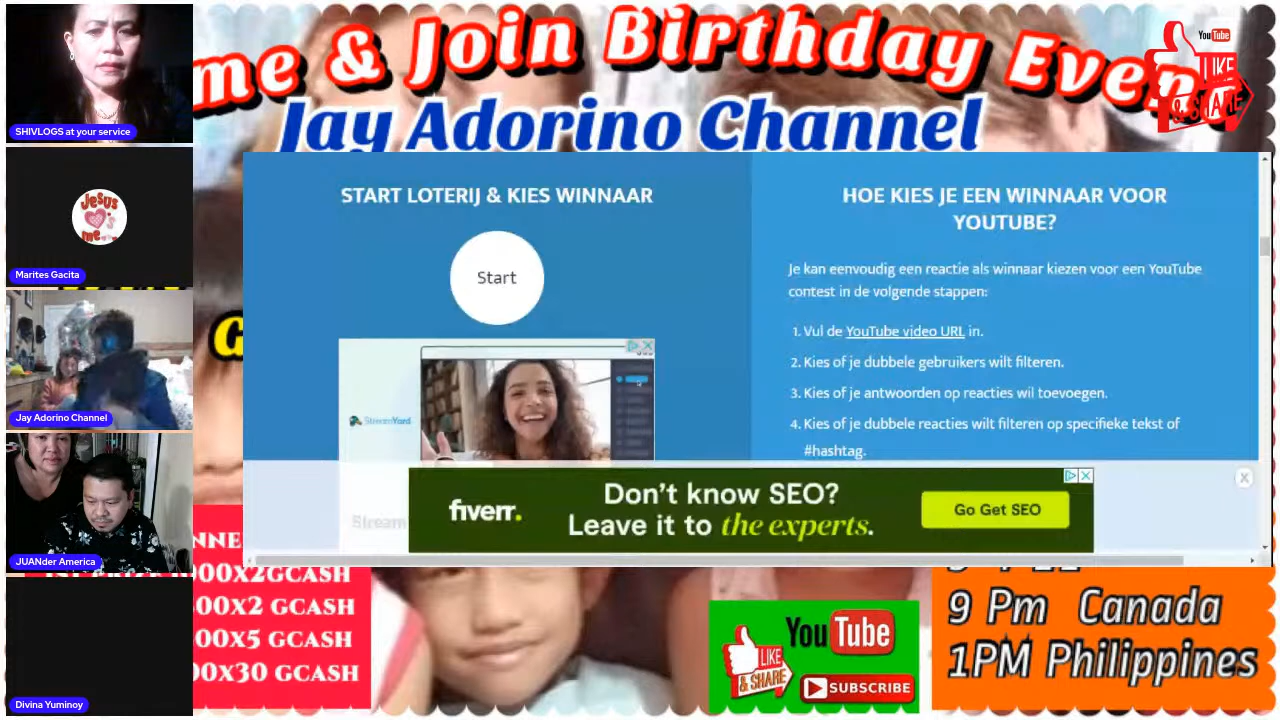 me & Join Birthday Even
Jay Adorino Channel
YouTube
LIKE
& SHARE
SHIVLOGS at your service
Jesus
me
Marites Gacita
Jay Adorino Channel
JUANder America
Divina Yuminoy
G
START LOTERIJ & KIES WINNAAR
Start
StreamYard
Stream
HOE KIES JE EEN WINNAAR VOOR
YOUTUBE?
Je kan eenvoudig een reactie als winnaar kiezen voor een YouTube
contest in de volgende stappen:
1. Vul de YouTube video URL in.
2. Kies of je dubbele gebruikers wilt filteren.
3. Kies of je antwoorden op reacties wil toevoegen.
4. Kies of je dubbele reacties wilt filteren op specifieke tekst of
#hashtag.
fiverr.
Don't know SEO?
Leave it to the experts.
Go Get SEO
NNE
000X2GCASH
00X2 GCASH
00X5 GCASH
00X30 GCASH
YouTube
LIKE
& SHARE
SUBSCRIBE
9 Pm Canada
1PM Philippines